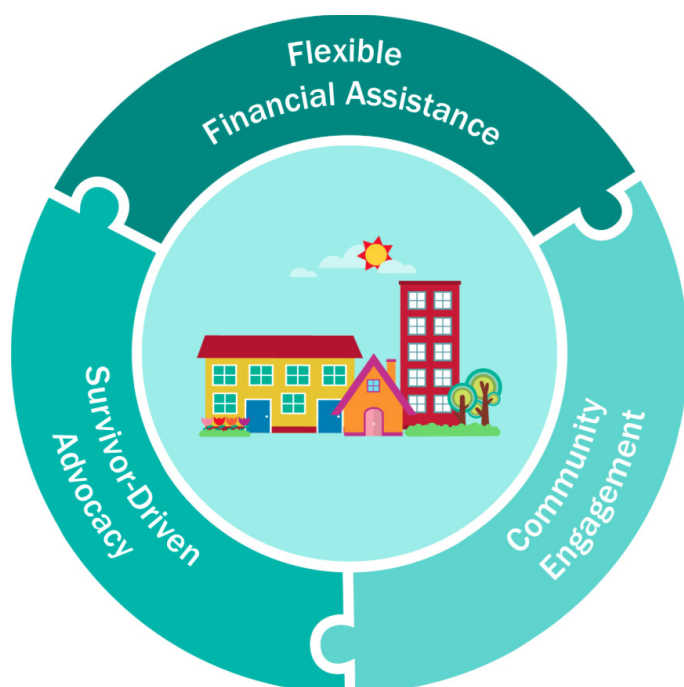 Flexible
Financial Assistance
Survivor-Driven
Advocacy
Community
Engagement